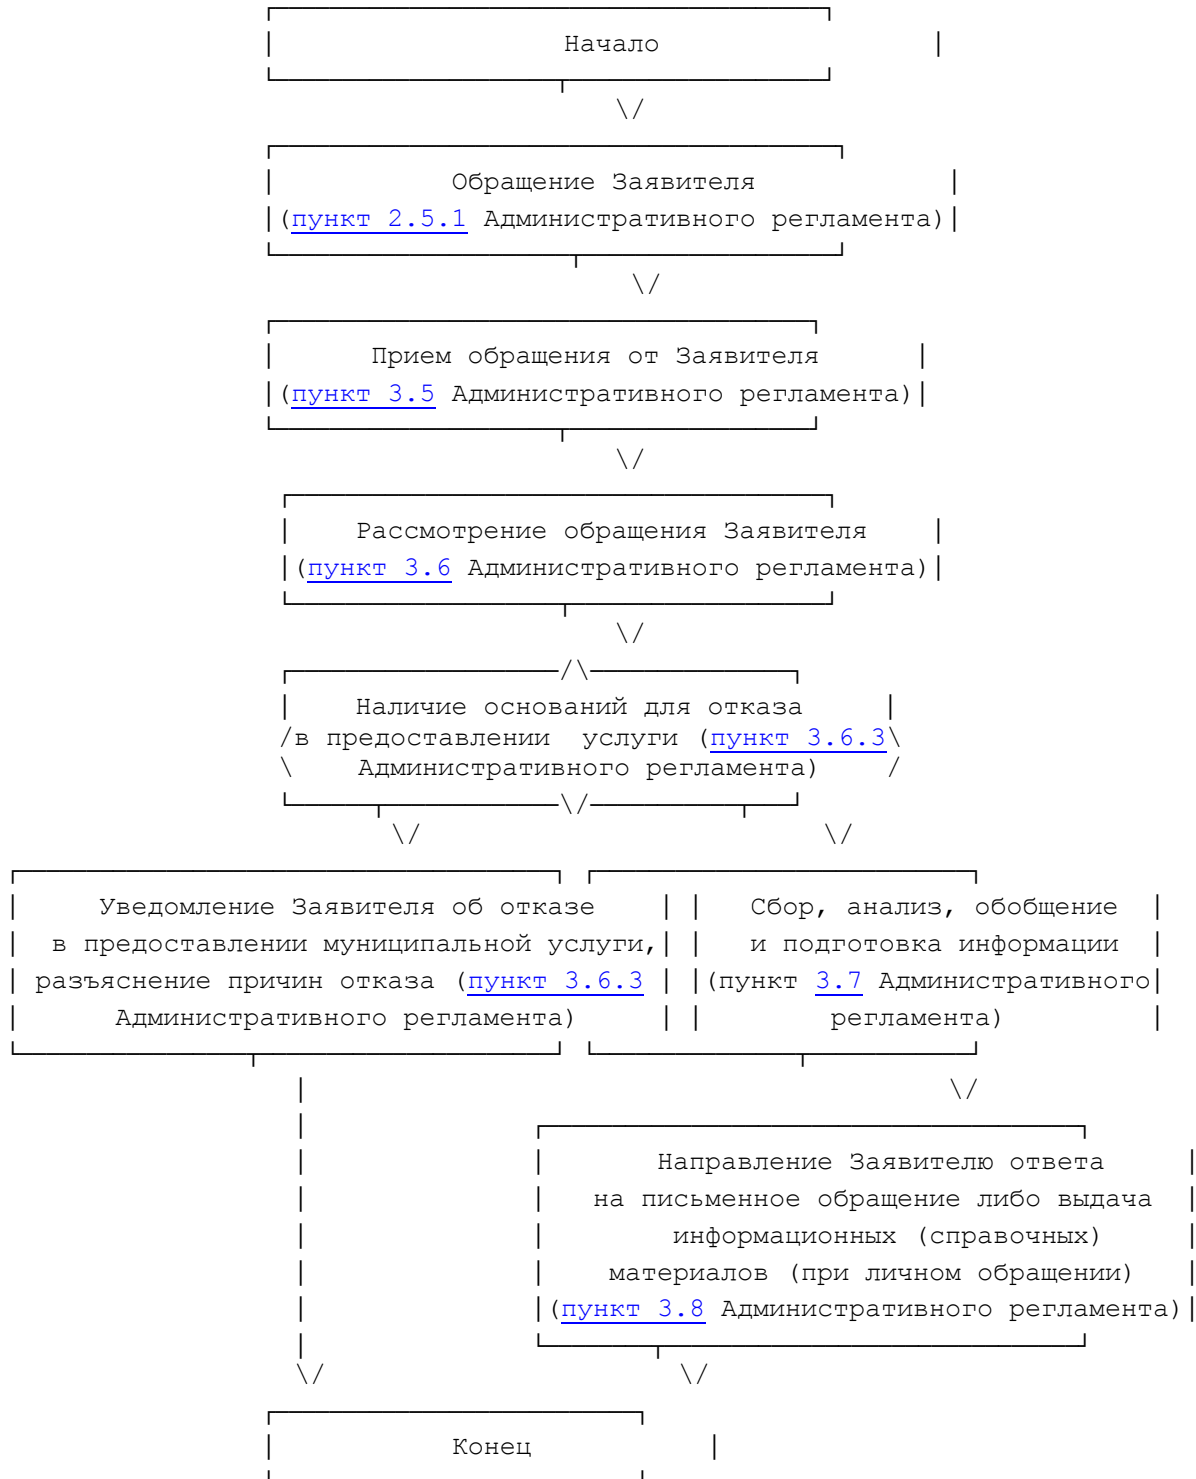 Начало
Обращение Заявителя
(пункт 2.5.1 Административного регламента)
Прием обращения от Заявителя
(пункт 3.5 Административного регламента)
Рассмотрение обращения Заявителя
(пункт 3.6 Административного регламента)
Наличие оснований для отказа
в предоставлении услуги (пункт 3.6.3
Административного регламента)
Уведомление Заявителя об отказе
в предоставлении муниципальной услуги,
разъяснение причин отказа (пункт 3.6.3
Административного регламента)
Сбор, анализ, обобщение
и подготовка информации
(пункт 3.7 Административного
регламента)
Направление Заявителю ответа
на письменное обращение либо выдача
информационных (справочных)
материалов (при личном обращении)
(пункт 3.8 Административного регламента)
Конец